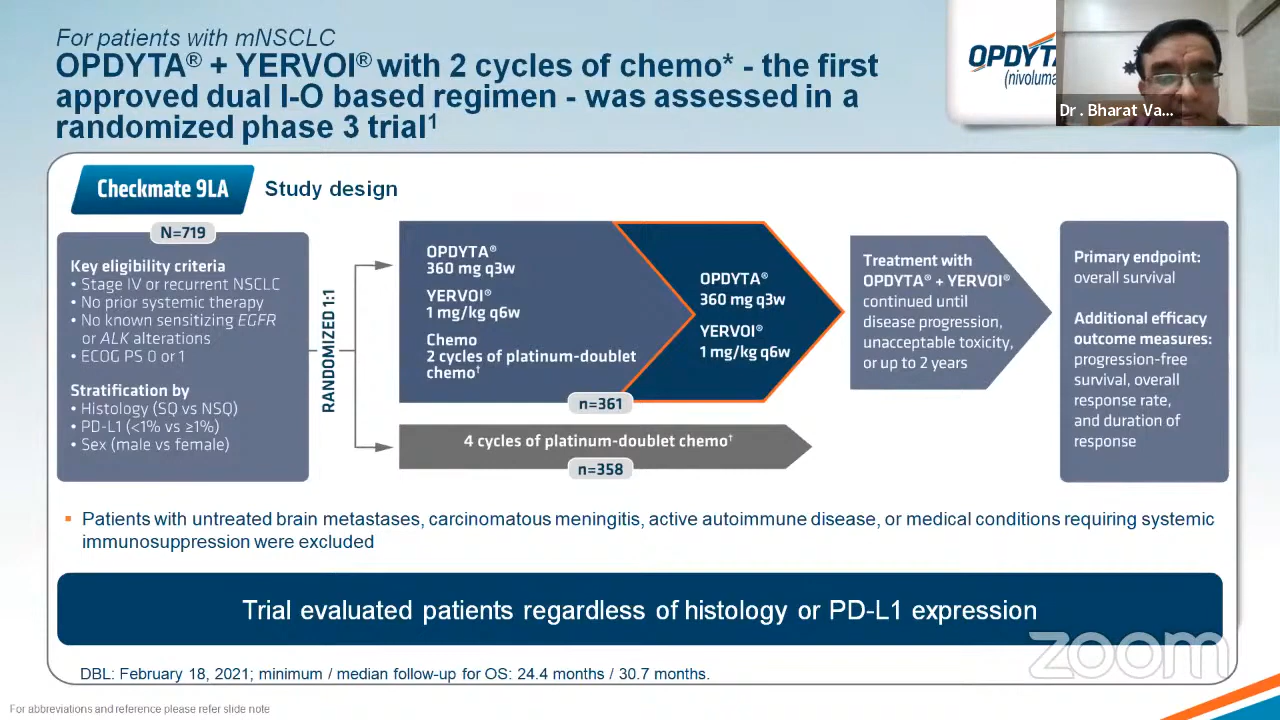 For patients with mNSCLC
OPDYTA® + YERVOI® with 2 cycles of chemo* - the first
approved dual I-O based regimen - was assessed in a
randomized phase 3 trial¹
OPDYTA
(nivoluma
Dr . Bharat Va...
Checkmate 9LA
Study design
N=719
Key eligibility criteria
• Stage IV or recurrent NSCLC
• No prior systemic therapy
• No known sensitizing EGFR
or ALK alterations
• ECOG PS 0 or 1
Stratification by
• Histology (SQ vs NSQ)
• PD-L1 (<1% vs ≥1%)
• Sex (male vs female)
RANDOMIZED 1:1
OPDYTA®
360 mg q3w
YERVOI®
1 mg/kg q6w
Chemo
2 cycles of platinum-doublet
chemo†
n=361
OPDYTA®
360 mg q3w
YERVOI®
1 mg/kg q6w
4 cycles of platinum-doublet chemo†
n=358
Treatment with
OPDYTA® + YERVOI®
continued until
disease progression,
unacceptable toxicity,
or up to 2 years
Primary endpoint:
overall survival
Additional efficacy
outcome measures:
progression-free
survival, overall
response rate,
and duration of
response
▪ Patients with untreated brain metastases, carcinomatous meningitis, active autoimmune disease, or medical conditions requiring systemic
immunosuppression were excluded
Trial evaluated patients regardless of histology or PD-L1 expression
zoom
DBL: February 18, 2021; minimum / median follow-up for OS: 24.4 months / 30.7 months.
For abbreviations and reference please refer slide note